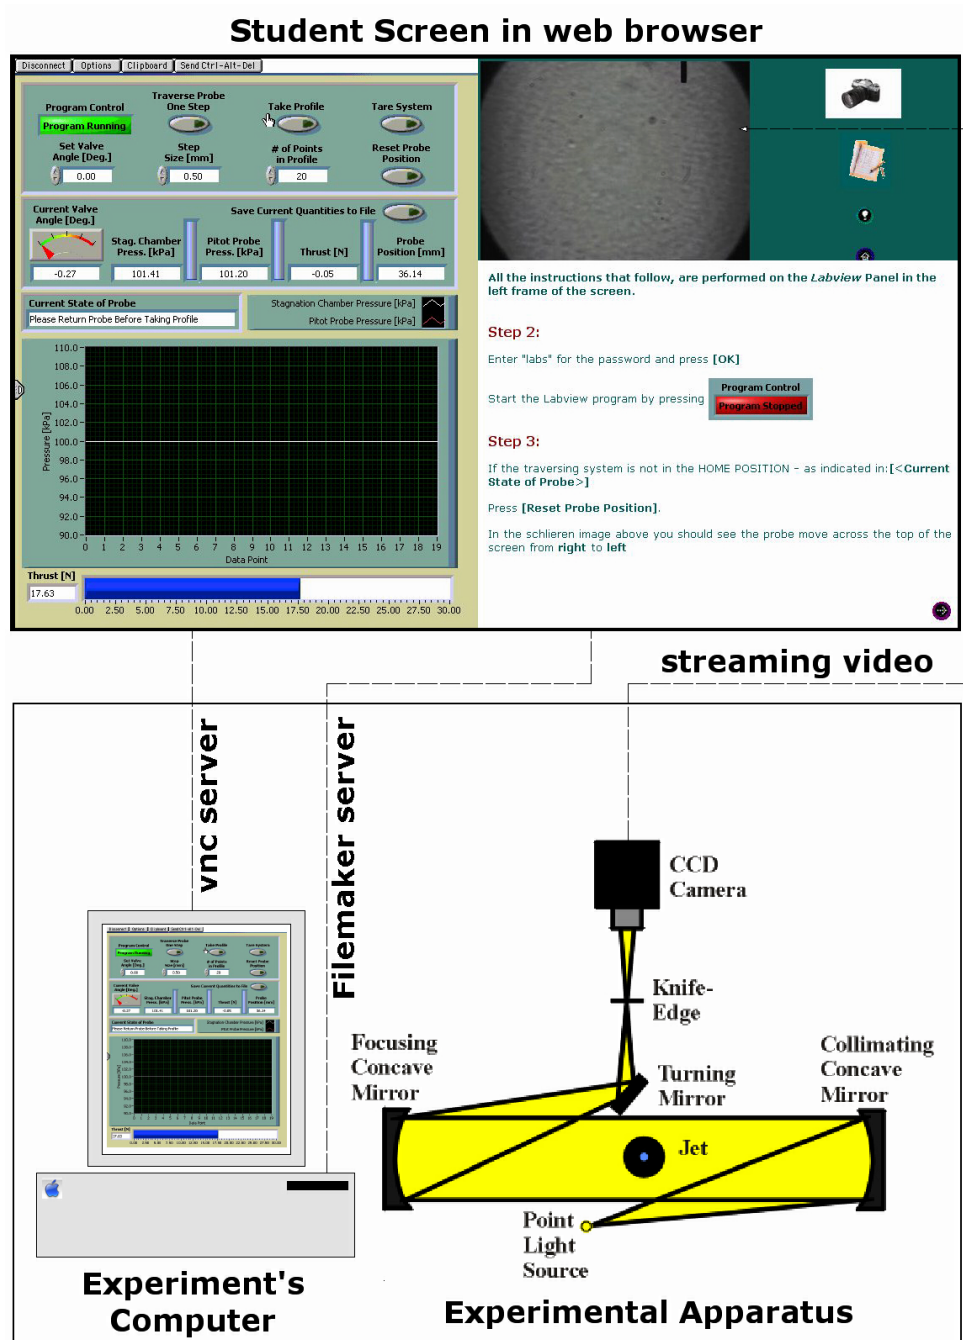 Student Screen in web browser
Disconnect Options Clipboard Send Ctrl-Alt-Del
Program Control
Program Running
Traverse Probe
One Step
Take Profile
Tare System
Set Valve
Angle [Deg.]
0.00
Step
Size [mm]
0.50
# of Points
in Profile
20
Reset Probe
Position
Current Valve
Angle [Deg.]
-0.27
Save Current Quantities to File
Stag. Chamber
Press. [kPa]
101.41
Pitot Probe
Press. [kPa]
101.20
Thrust [N]
-0.05
Probe
Position [mm]
36.14
Current State of Probe
Please Return Probe Before Taking Profile
Stagnation Chamber Pressure [kPa]
Pitot Probe Pressure [kPa]
Pressure [kPa]
110.0
108.0
106.0
104.0
102.0
100.0
98.0
96.0
94.0
92.0
90.0
0 1 2 3 4 5 6 7 8 9 10 11 12 13 14 15 16 17 18 19
Data Point
Thrust [N]
17.63
0.00 2.50 5.00 7.50 10.00 12.50 15.00 17.50 20.00 22.50 25.00 27.50 30.00
All the instructions that follow, are performed on the Labview Panel in the
left frame of the screen.
Step 2:
Enter "labs" for the password and press [OK]
Start the Labview program by pressing
Program Control
Program Stopped
Step 3:
If the traversing system is not in the HOME POSITION - as indicated in:[<Current
State of Probe>]
Press [Reset Probe Position].
In the schlieren image above you should see the probe move across the top of the
screen from right to left
streaming video
vnc server
Filemaker server
CCD
Camera
Knife-
Edge
Focusing
Concave
Mirror
Turning
Mirror
Collimating
Concave
Mirror
Jet
Point
Light
Source
Experiment's
Computer
Experimental Apparatus